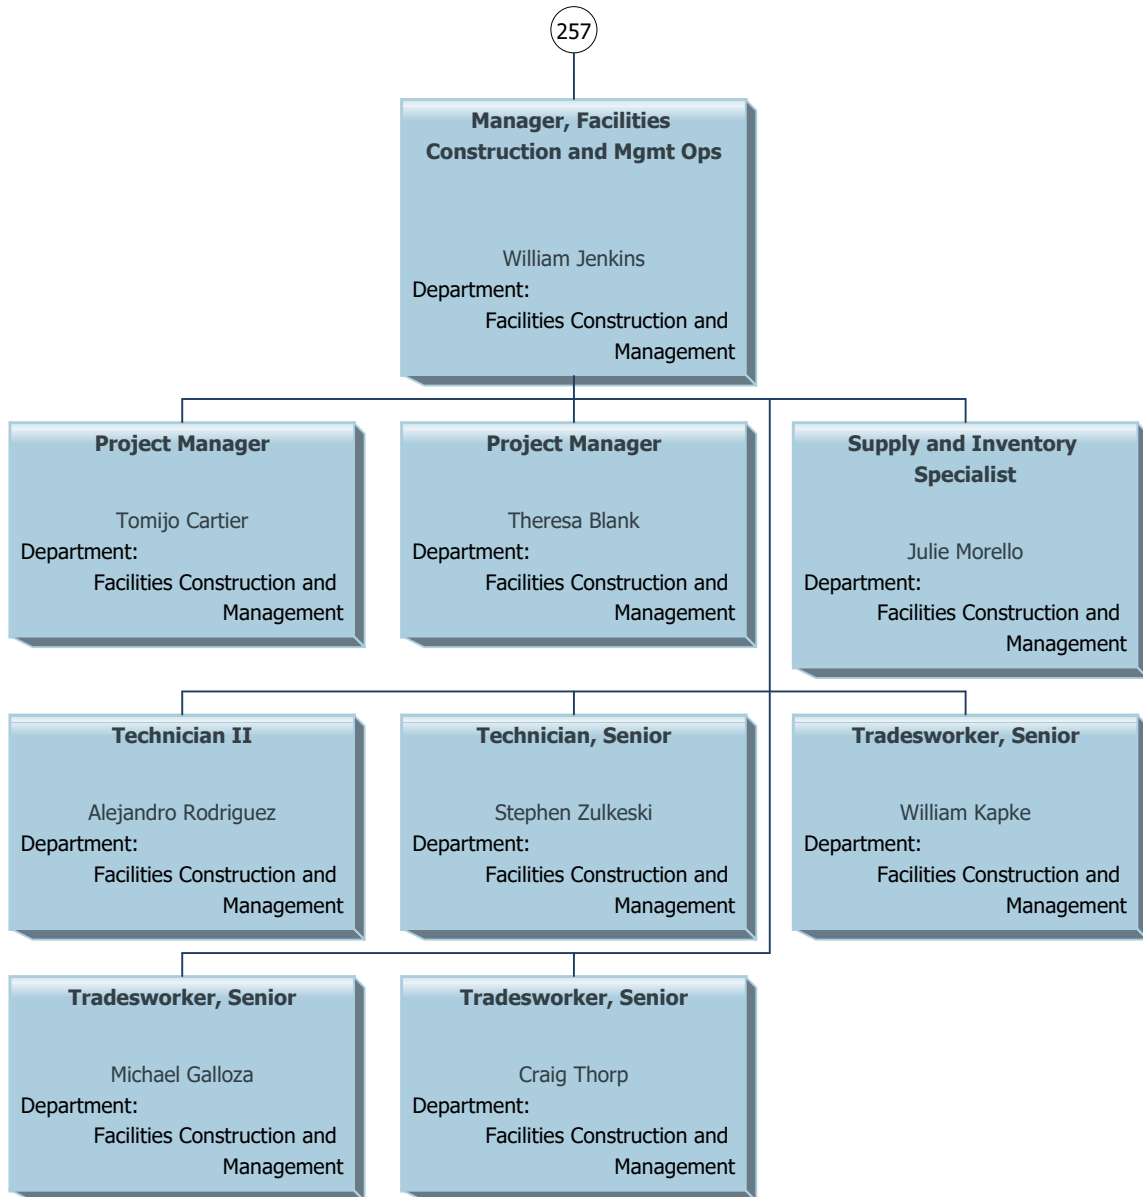 257
Manager, Facilities
Construction and Mgmt Ops
William Jenkins
Department:
Facilities Construction and
Management
Project Manager
Tomijo Cartier
Department:
Facilities Construction and
Management
Project Manager
Theresa Blank
Department:
Facilities Construction and
Management
Supply and Inventory
Specialist
Julie Morello
Department:
Facilities Construction and
Management
Technician II
Alejandro Rodriguez
Department:
Facilities Construction and
Management
Technician, Senior
Stephen Zulkeski
Department:
Facilities Construction and
Management
Tradesworker, Senior
William Kapke
Department:
Facilities Construction and
Management
Tradesworker, Senior
Michael Galloza
Department:
Facilities Construction and
Management
Tradesworker, Senior
Craig Thorp
Department:
Facilities Construction and
Management